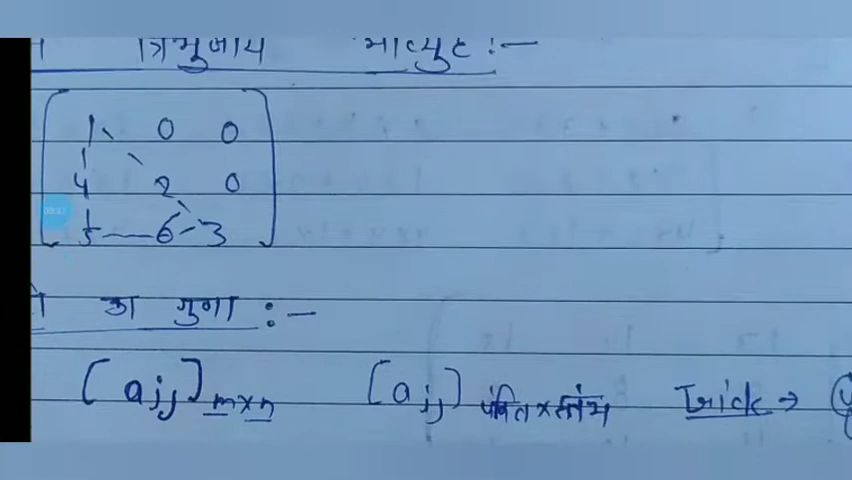 त्रिभुजीय आव्यूह :—
1 0 0
4 2 0
5 6 3
का गुणा :—
[aij]m×n [aij] पंक्ति × स्तंभ Trick →